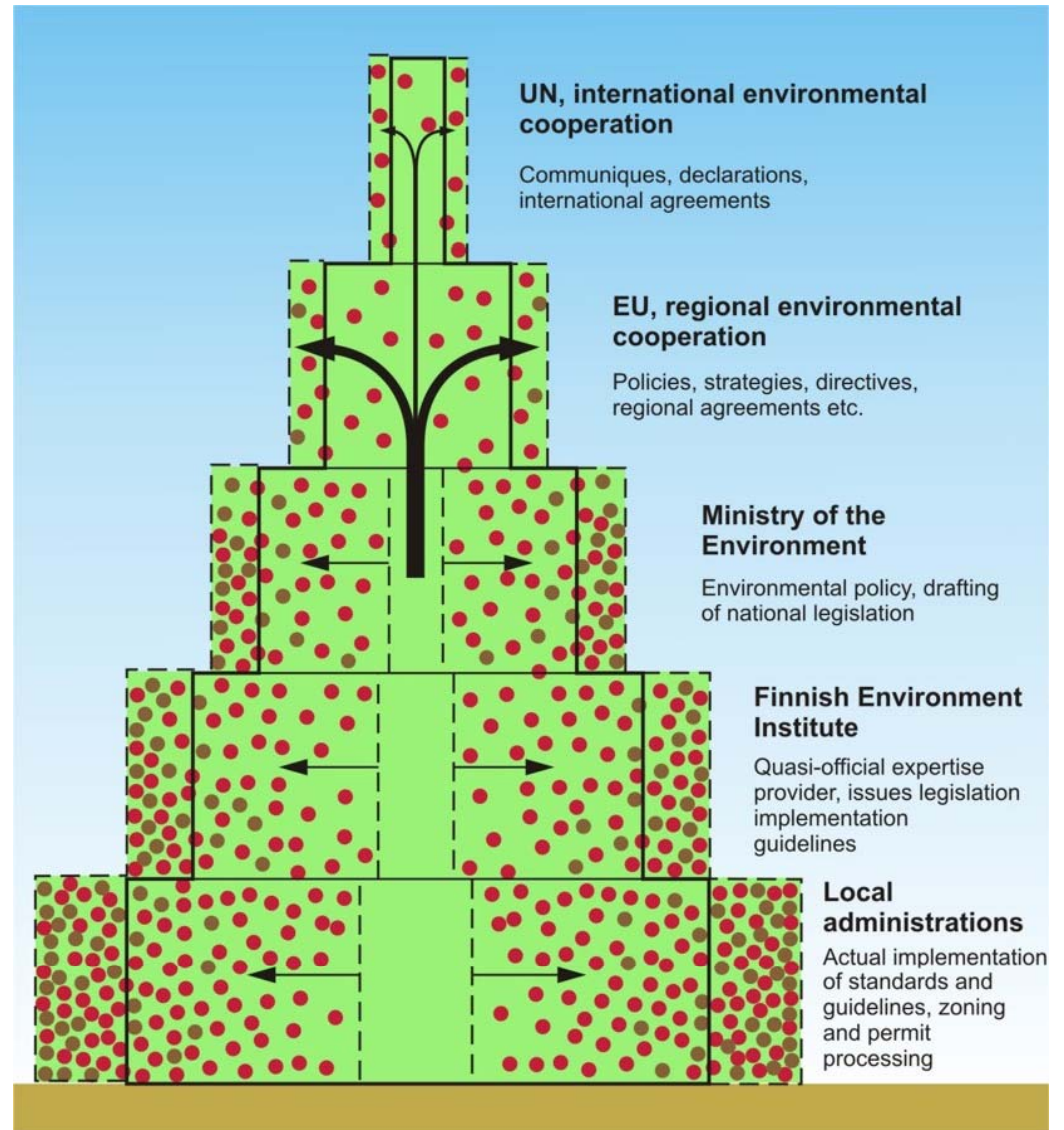 UN, international environmental
cooperation
Communiques, declarations,
international agreements
EU, regional environmental
cooperation
Policies, strategies, directives,
regional agreements etc.
Ministry of the
Environment
Environmental policy, drafting
of national legislation
Finnish Environment
Institute
Quasi-official expertise
provider, issues legislation
implementation
guidelines
Local
administrations
Actual implementation
of standards and
guidelines, zoning
and permit
processing